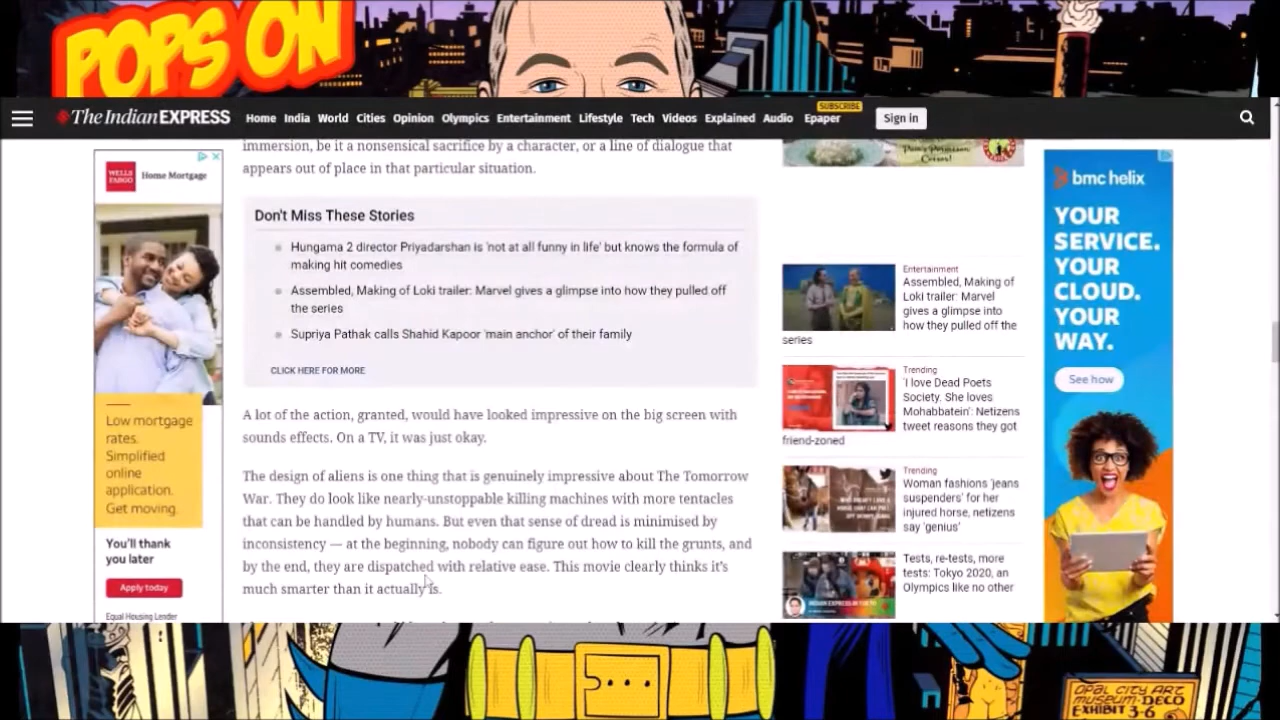 POPS ON
The Indian EXPRESS
Home India World Cities Opinion Olympics Entertainment Lifestyle Tech Videos Explained Audio Epaper
SUBSCRIBE
Sign in
immersion, be it a nonsensical sacrifice by a character, or a line of dialogue that
appears out of place in that particular situation.
Don't Miss These Stories
Hungama 2 director Priyadarshan is 'not at all funny in life' but knows the formula of
making hit comedies
Assembled, Making of Loki trailer: Marvel gives a glimpse into how they pulled off
the series
Supriya Pathak calls Shahid Kapoor 'main anchor' of their family
CLICK HERE FOR MORE
A lot of the action, granted, would have looked impressive on the big screen with
sounds effects. On a TV, it was just okay.
The design of aliens is one thing that is genuinely impressive about The Tomorrow
War. They do look like nearly-unstoppable killing machines with more tentacles
that can be handled by humans. But even that sense of dread is minimised by
inconsistency — at the beginning, nobody can figure out how to kill the grunts, and
by the end, they are dispatched with relative ease. This movie clearly thinks it's
much smarter than it actually is.
WELLS
FARGO
Home Mortgage
Low mortgage
rates.
Simplified
online
application.
Get moving.
You'll thank
you later
Apply today
Equal Housing Lender
Entertainment
Assembled, Making of
Loki trailer: Marvel
gives a glimpse into
how they pulled off the
series
Trending
'I love Dead Poets
Society. She loves
Mohabbatein': Netizens
tweet reasons they got
friend-zoned
Trending
Woman fashions 'jeans
suspenders' for her
injured horse, netizens
say 'genius'
Tests, re-tests, more
tests: Tokyo 2020, an
Olympics like no other
bmc helix
YOUR
SERVICE.
YOUR
CLOUD.
YOUR
WAY.
See how
OPAL CITY ART
MUSEUM-DECO
EXHIBIT 3-6